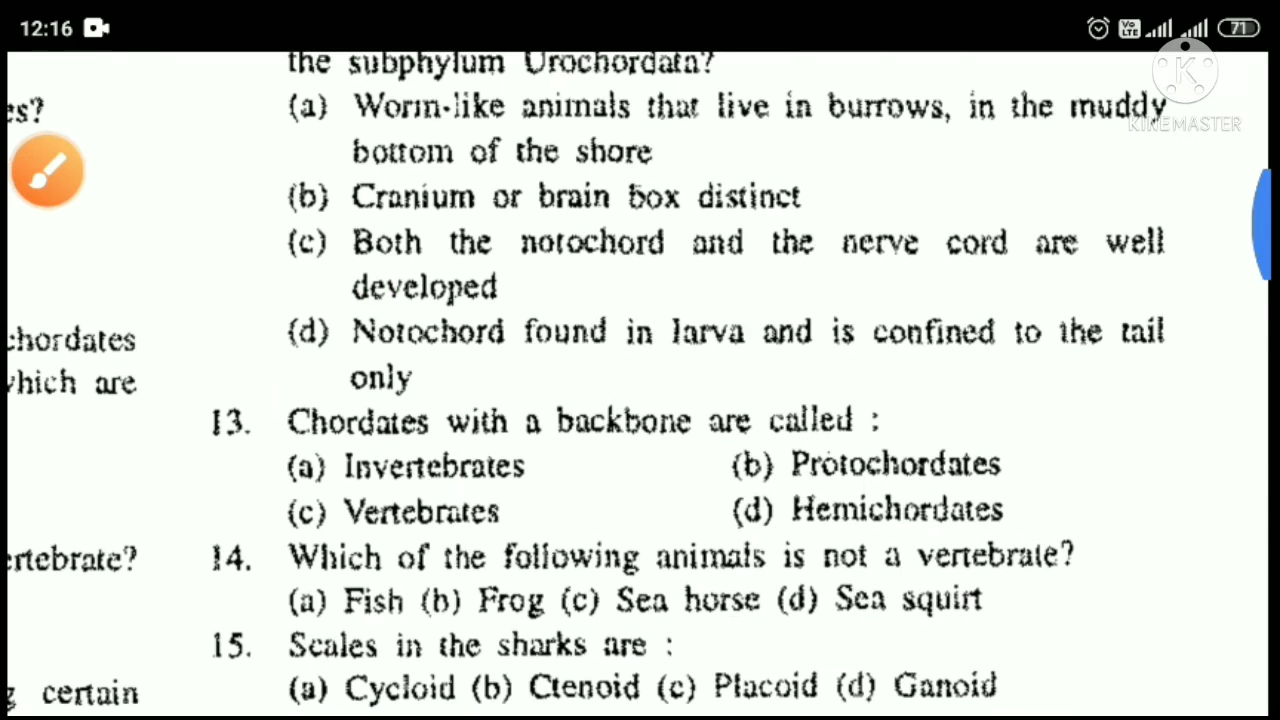 12:16
Vo LTE
71
K
KINEMASTER
es?
chordates
which are
ertebrate?
certain
the subphylum Urochordata?
(a) Worm-like animals that live in burrows, in the muddy
bottom of the shore
(b) Cranium or brain box distinct
(c) Both the notochord and the nerve cord are well
developed
(d) Notochord found in larva and is confined to the tail
only
13. Chordates with a backbone are called :
(a) Invertebrates (b) Protochordates
(c) Vertebrates (d) Hemichordates
14. Which of the following animals is not a vertebrate?
(a) Fish (b) Frog (c) Sea horse (d) Sea squirt
15. Scales in the sharks are :
(a) Cycloid (b) Ctenoid (c) Placoid (d) Ganoid